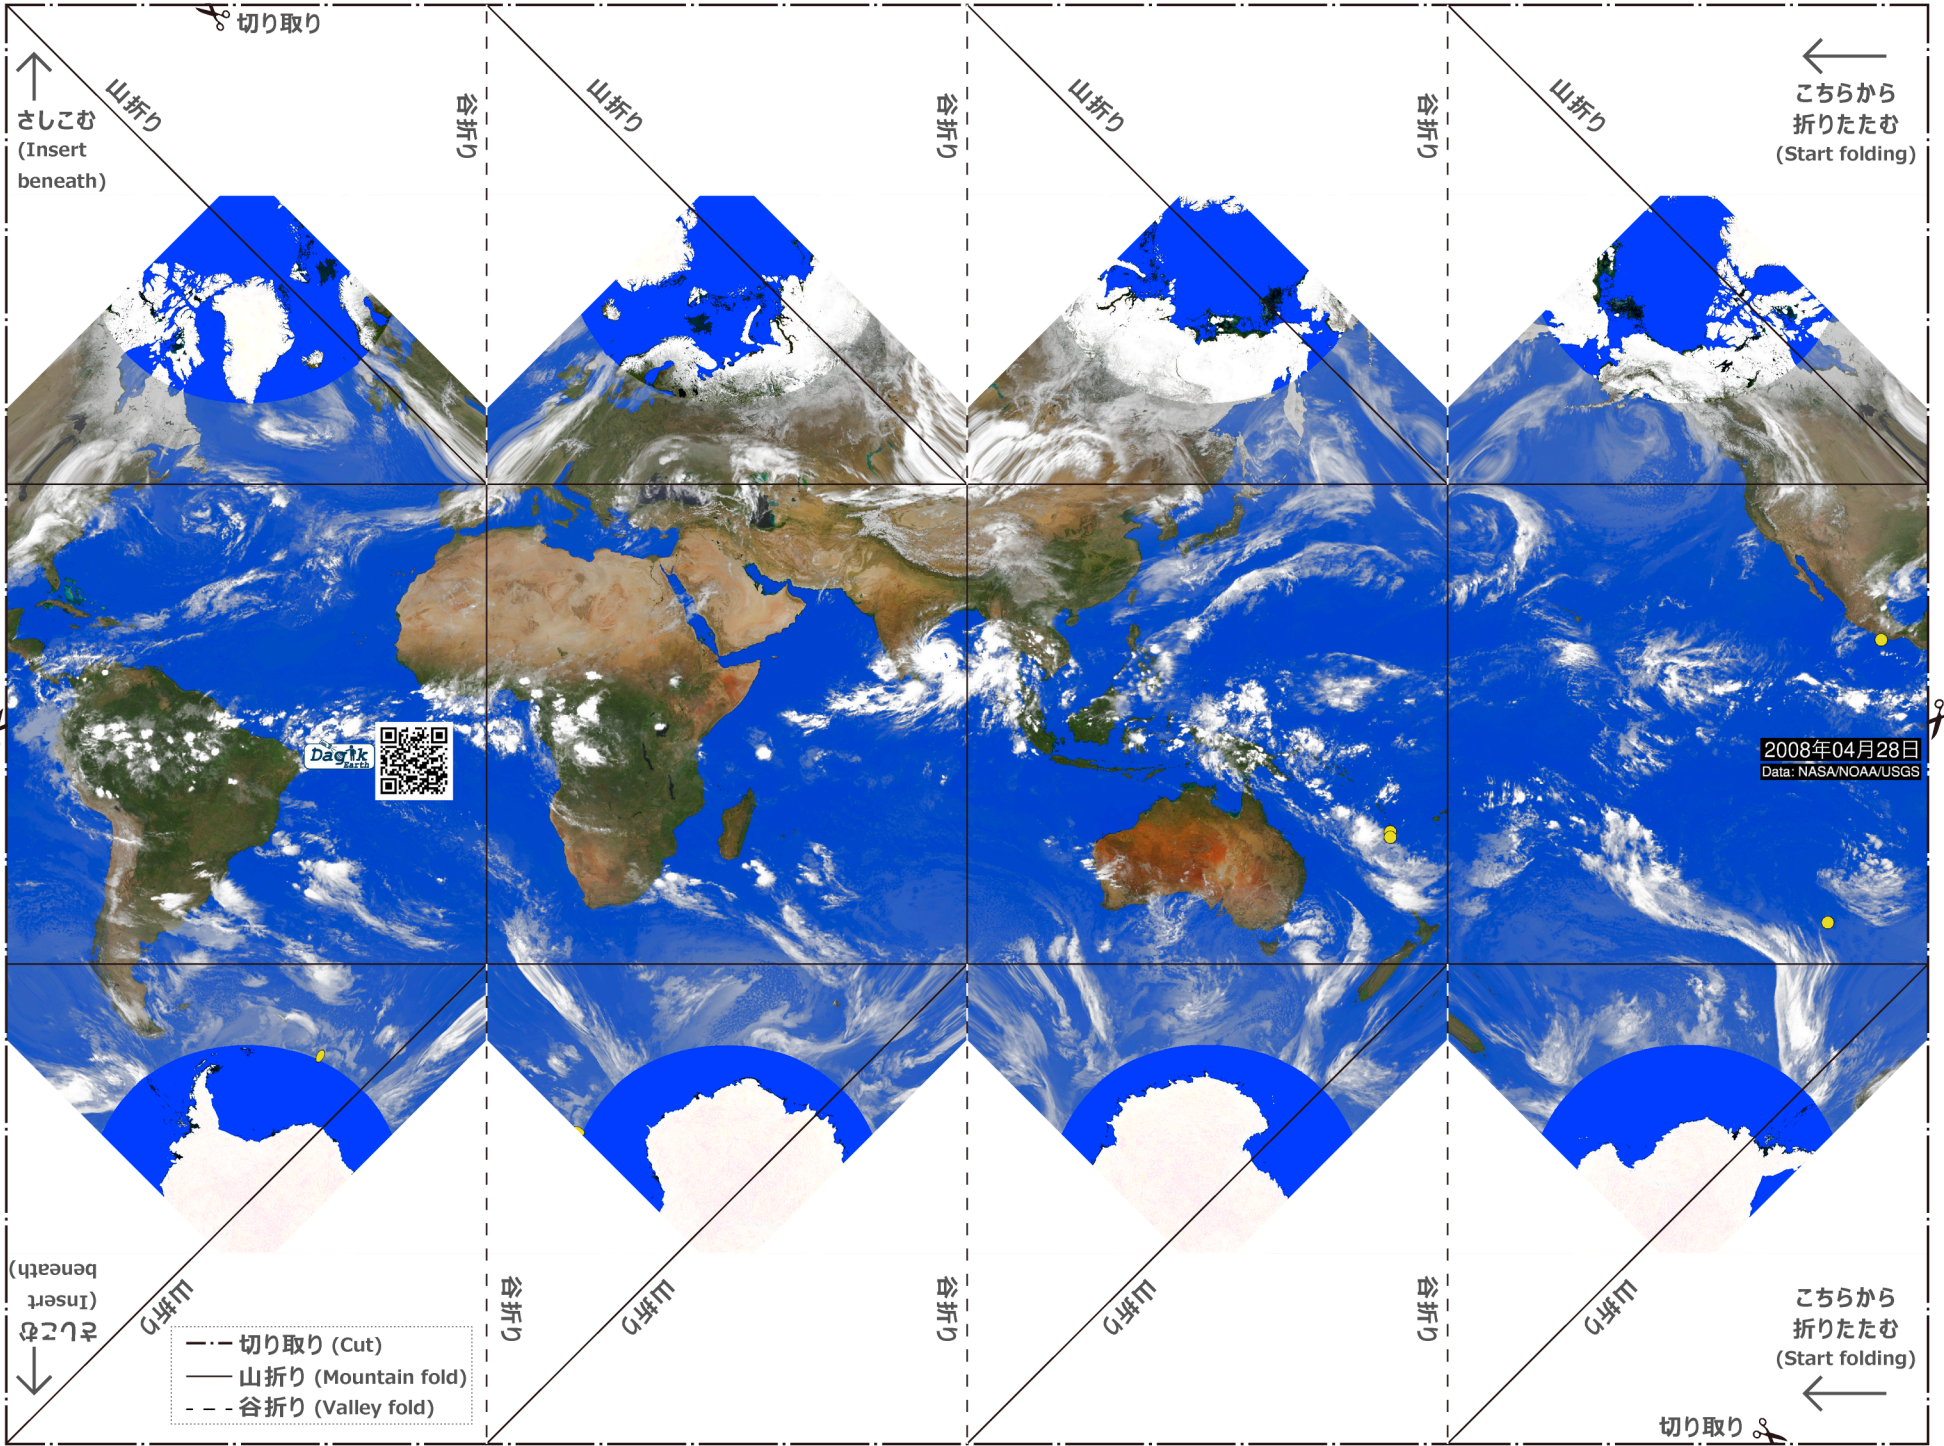 切り取り
山折り
谷折り
山折り
谷折り
山折り
谷折り
山折り
さしこむ
(Insert
beneath)
こちらから
折りたたむ
(Start folding)
Dagik
Earth
2008年04月28日
Data: NASA/NOAA/USGS
さしこむ
(Insert
beneath)
山折り
谷折り
山折り
谷折り
山折り
谷折り
山折り
こちらから
折りたたむ
(Start folding)
切り取り (Cut)
山折り (Mountain fold)
谷折り (Valley fold)
切り取り